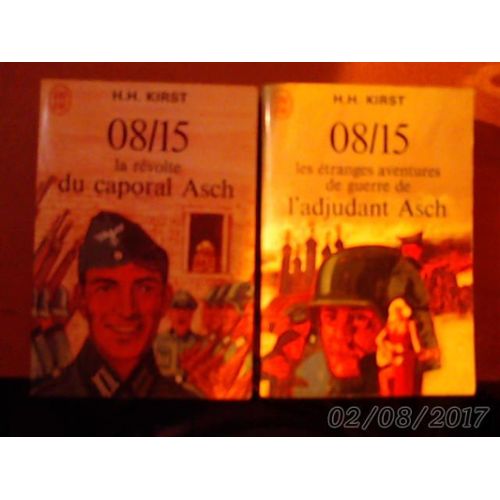 H.H. KIRST
08/15
la révolte
du caporal Asch
H.H. KIRST
08/15
les étranges aventures
de guerre de
l'adjudant Asch
02/08/2017